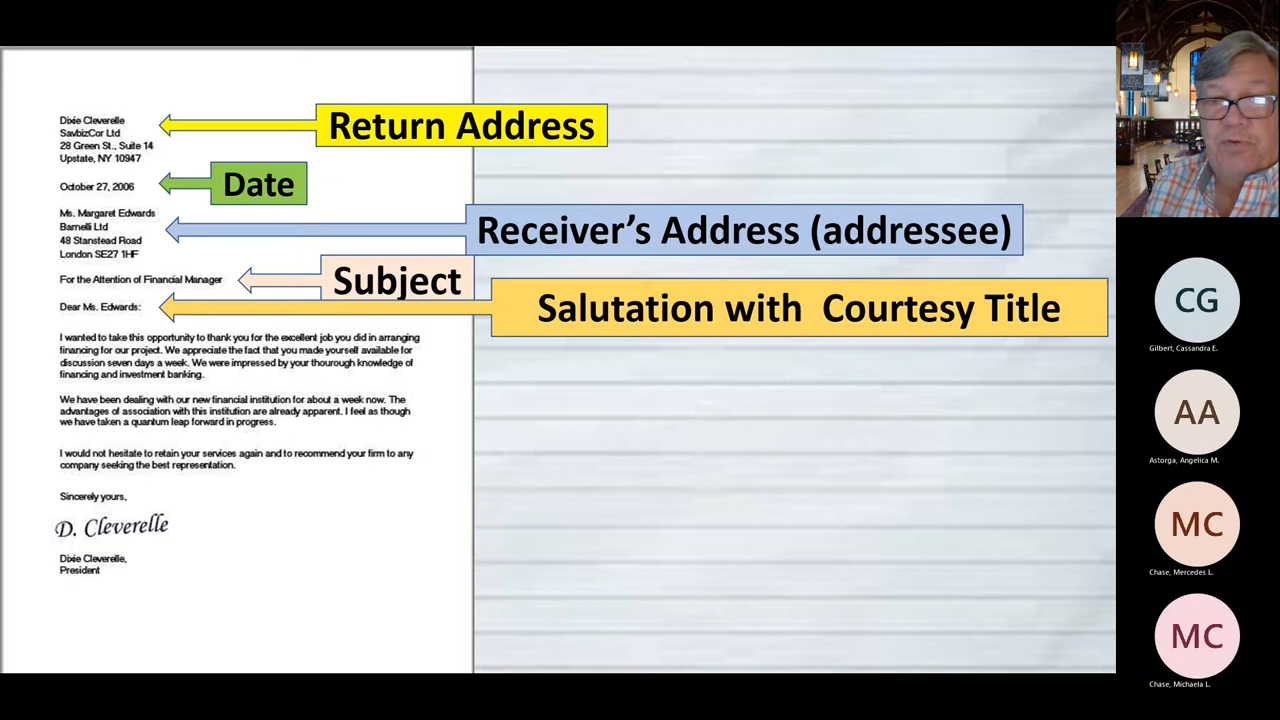 Dixie Cleverelle
SavbizCor Ltd
28 Green St., Suite 14
Upstate, NY 10947
Return Address
October 27, 2006
Date
Ms. Margaret Edwards
Barnelli Ltd
48 Stanstead Road
London SE27 1HF
Receiver's Address (addressee)
For the Attention of Financial Manager
Subject
Dear Ms. Edwards:
Salutation with Courtesy Title
I wanted to take this opportunity to thank you for the excellent job you did in arranging
financing for our project. We appreciate the fact that you made yourself available for
discussion seven days a week. We were impressed by your thourough knowledge of
financing and investment banking.
We have been dealing with our new financial institution for about a week now. The
advantages of association with this institution are already apparent. I feel as though
we have taken a quantum leap forward in progress.
I would not hesitate to retain your services again and to recommend your firm to any
company seeking the best representation.
Sincerely yours,
D. Cleverelle
Dixie Cleverelle,
President
CG
Gilbert, Cassandra E.
AA
Astorga, Angelica M.
MC
Chase, Mercedes L.
MC
Chase, Michaela L.